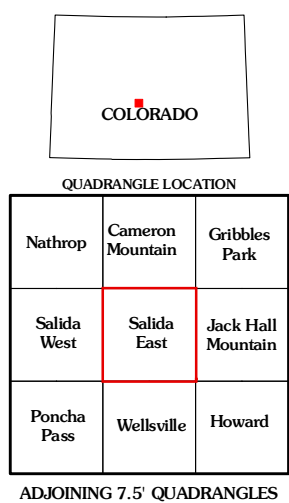 COLORADO
QUADRANGLE LOCATION
Nathrop
Cameron
Mountain
Gribbles
Park
Salida
West
Salida
East
Jack Hall
Mountain
Poncha
Pass
Wellsville
Howard
ADJOINING 7.5' QUADRANGLES